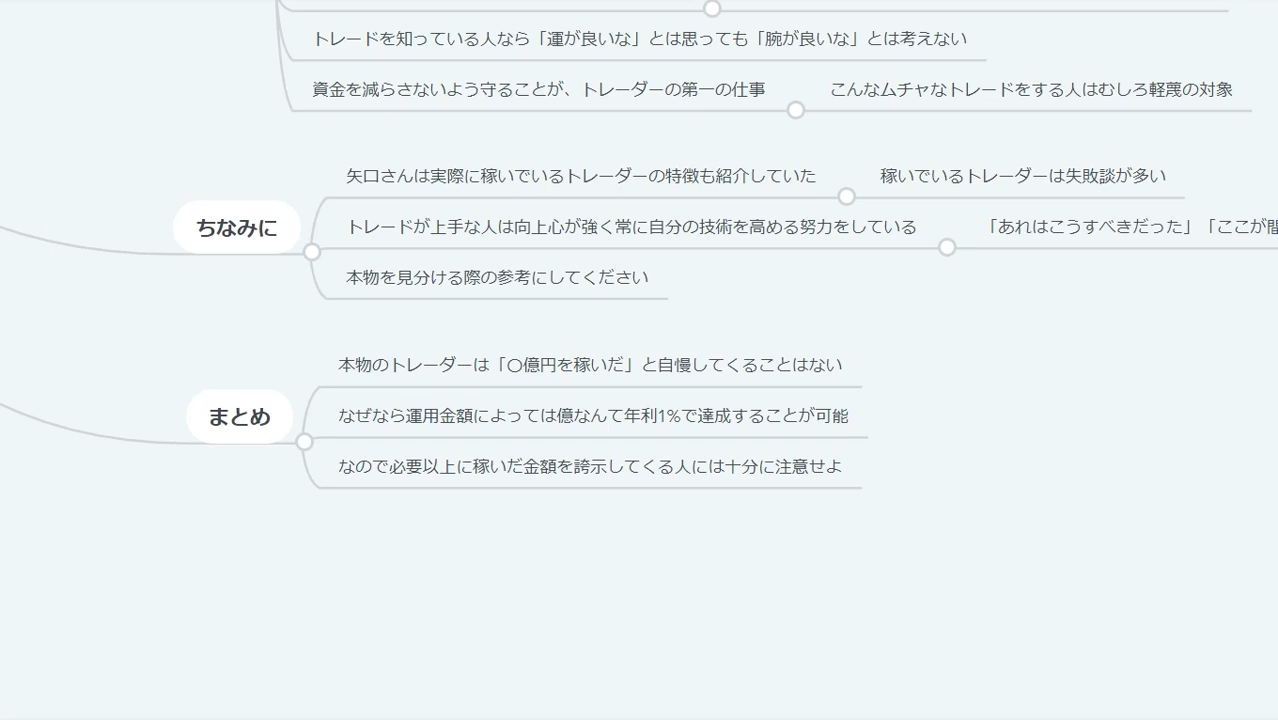 トレードを知っている人なら「運が良いな」とは思っても「腕が良いな」とは考えない
資金を減らさないよう守ることが、トレーダーの第一の仕事
こんなムチャなトレードをする人はむしろ軽蔑の対象
ちなみに
矢口さんは実際に稼いでいるトレーダーの特徴も紹介していた
稼いでいるトレーダーは失敗談が多い
トレードが上手な人は向上心が強く常に自分の技術を高める努力をしている
「あれはこうすべきだった」「ここが
本物を見分ける際の参考にしてください
まとめ
本物のトレーダーは「〇億円を稼いだ」と自慢してくることはない
なぜなら運用金額によっては億なんて年利1%で達成することが可能
なので必要以上に稼いだ金額を誇示してくる人には十分に注意せよ